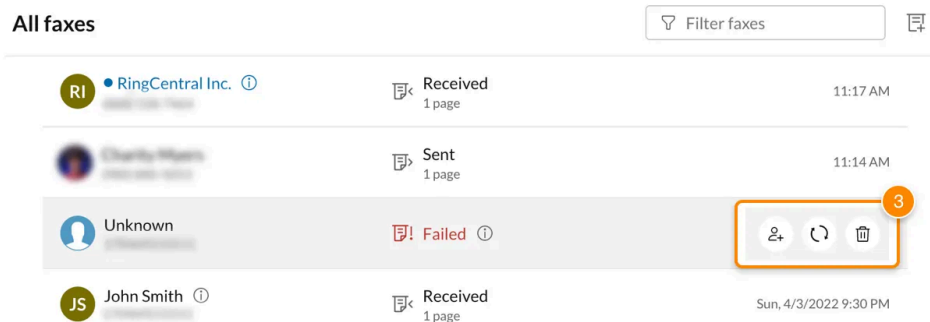 All faxes
Filter faxes
RI
RingCentral Inc.
Received
1 page
11:17 AM
Sent
1 page
11:14 AM
Unknown
Failed
3
JS
John Smith
Received
1 page
Sun, 4/3/2022 9:30 PM